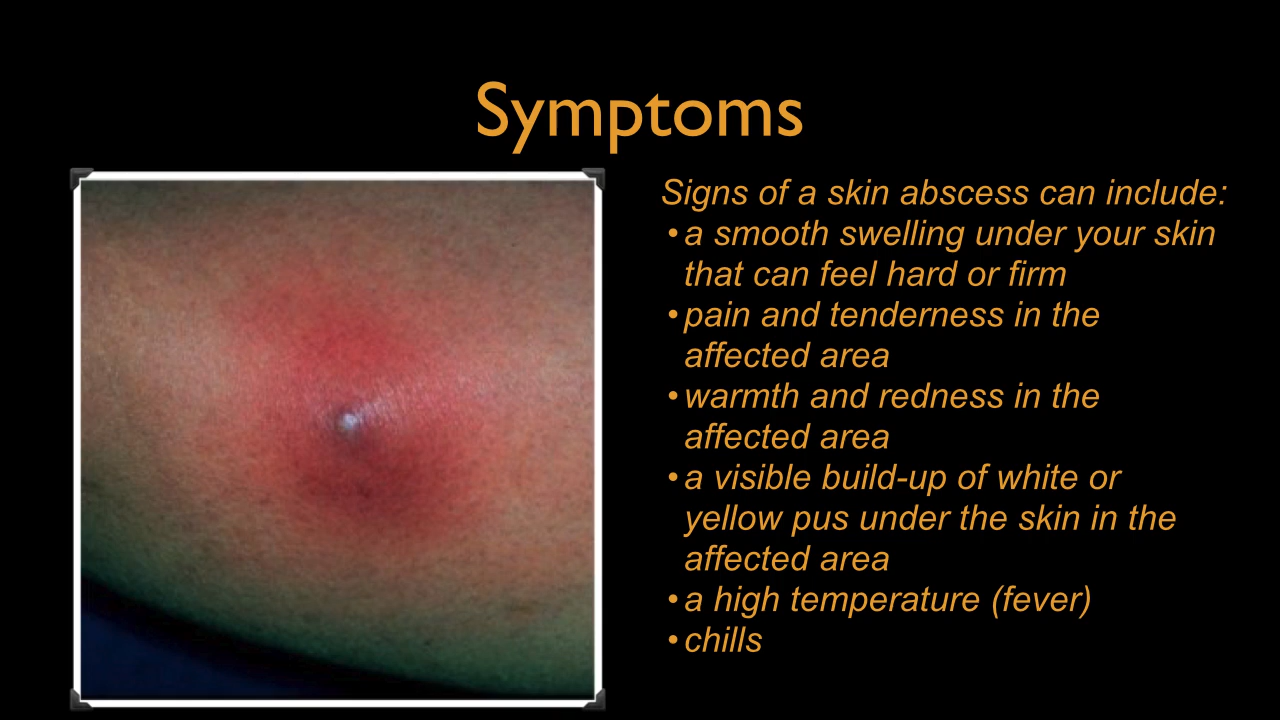 Symptoms
Signs of a skin abscess can include:
•a smooth swelling under your skin
that can feel hard or firm
•pain and tenderness in the
affected area
•warmth and redness in the
affected area
•a visible build-up of white or
yellow pus under the skin in the
affected area
•a high temperature (fever)
•chills